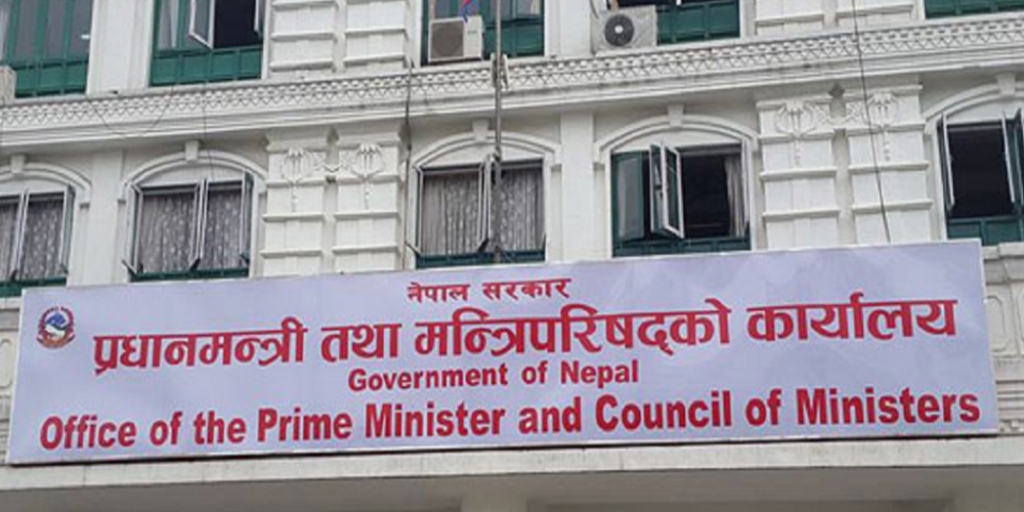 नेपाल सरकार
प्रधानमन्त्री तथा मन्त्रिपरिषद्को कार्यालय
Government of Nepal
Office of the Prime Minister and Council of Ministers